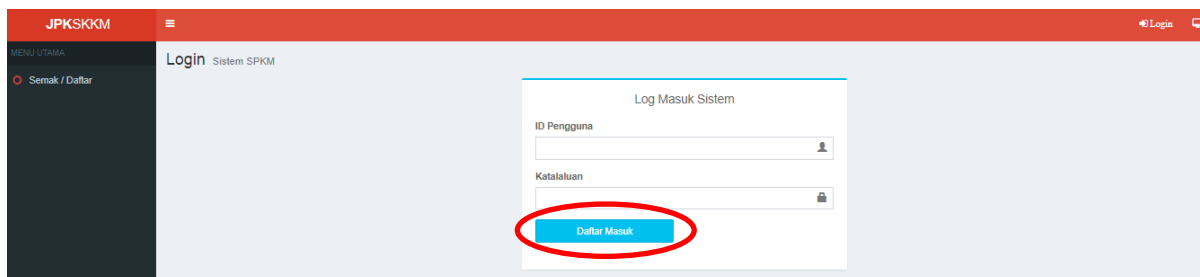 JPKSKKM
Login
MENU UTAMA
Semak / Daftar
Login Sistem SPKM
Log Masuk Sistem
ID Pengguna
Katalaluan
Daftar Masuk